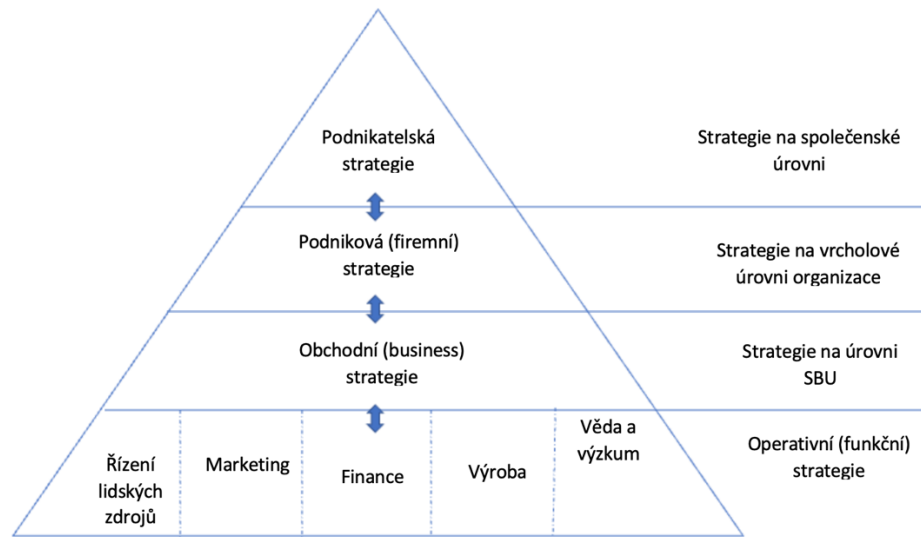 Podnikatelská
strategie
Strategie na společenské
úrovni
Podniková (firemní)
strategie
Strategie na vrcholové
úrovni organizace
Obchodní (business)
strategie
Strategie na úrovni
SBU
Řízení
lidských
zdrojů
Marketing
Finance
Výroba
Věda a
výzkum
Operativní (funkční)
strategie